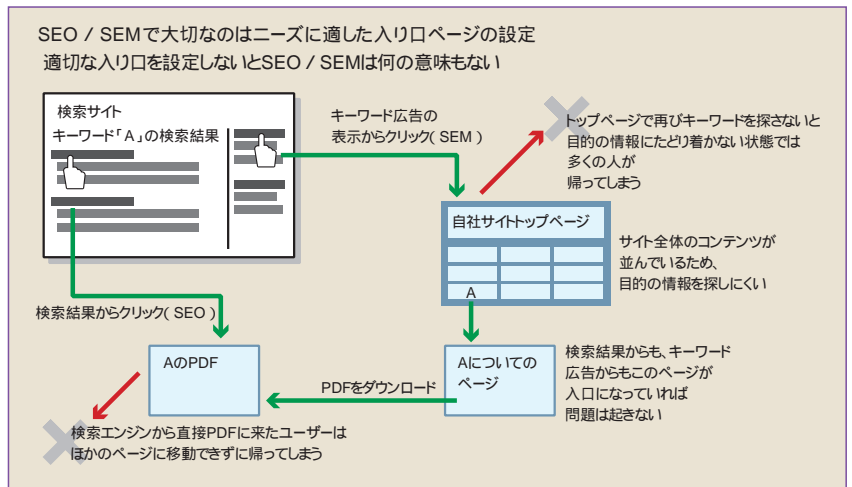 SEO / SEMで大切なのはニーズに適した入り口ページの設定
適切な入り口を設定しないとSEO / SEMは何の意味もない
検索サイト
キーワード「A」の検索結果
キーワード広告の
表示からクリック( SEM )
トップページで再びキーワードを探さないと
目的の情報にたどり着かない状態では
多くの人が
帰ってしまう
自社サイトトップページ
A
サイト全体のコンテンツが
並んでいるため、
目的の情報を探しにくい
検索結果からクリック( SEO )
AのPDF
PDFをダウンロード
Aについての
ページ
検索結果からも、キーワード
広告からもこのページが
入口になっていれば
問題は起きない
検索エンジンから直接PDFに来たユーザーは
ほかのページに移動できずに帰ってしまう